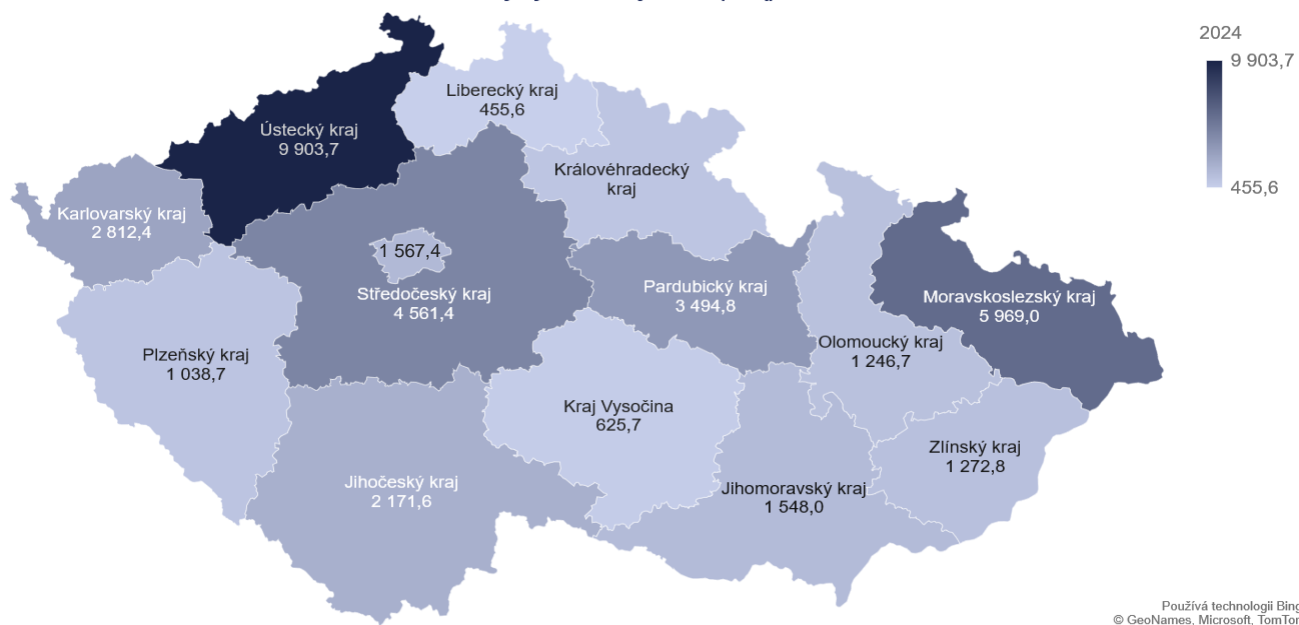 2024
9 903,7
455,6
Liberecký kraj
455,6
Ústecký kraj
9 903,7
Královéhradecký
kraj
Karlovarský kraj
2 812,4
1 567,4
Středočeský kraj
4 561,4
Pardubický kraj
3 494,8
Moravskoslezský kraj
5 969,0
Olomoucký kraj
1 246,7
Plzeňský kraj
1 038,7
Kraj Vysočina
625,7
Zlínský kraj
1 272,8
Jihočeský kraj
2 171,6
Jihomoravský kraj
1 548,0
Používá technologii Bing
© GeoNames, Microsoft, TomTom